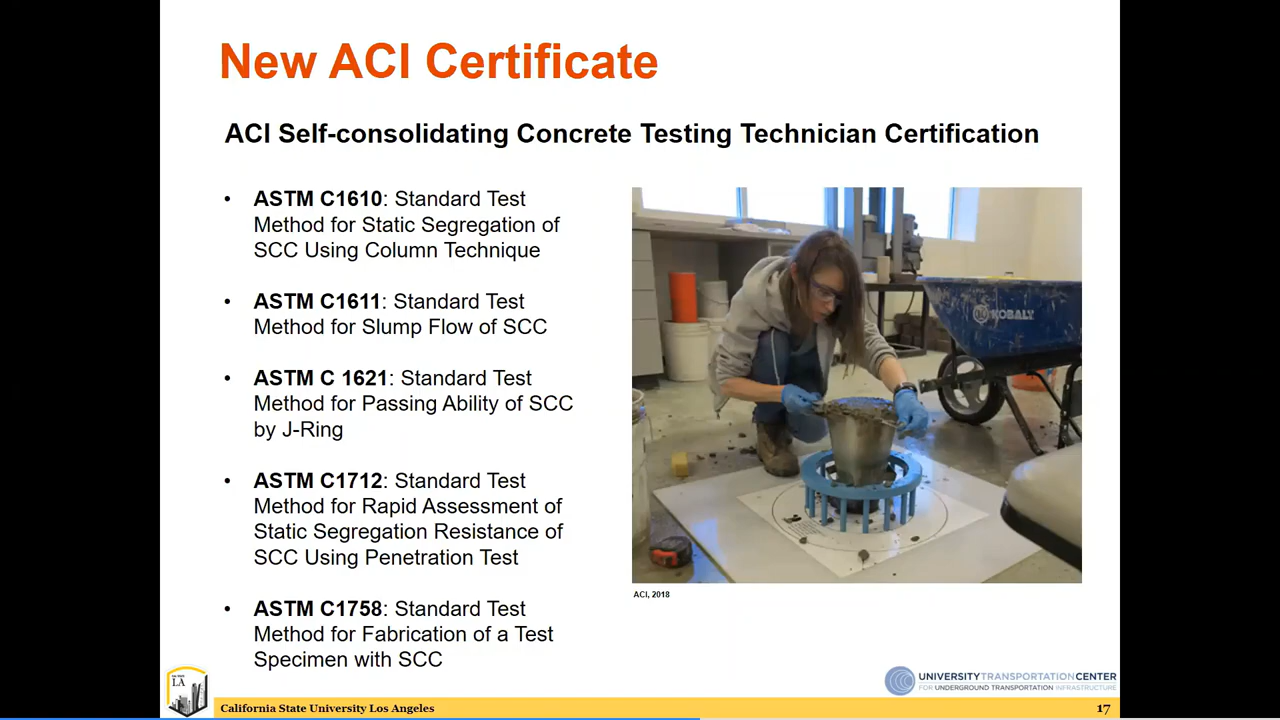 New ACI Certificate
ACI Self-consolidating Concrete Testing Technician Certification
• ASTM C1610: Standard Test
Method for Static Segregation of
SCC Using Column Technique
• ASTM C1611: Standard Test
Method for Slump Flow of SCC
• ASTM C 1621: Standard Test
Method for Passing Ability of SCC
by J-Ring
• ASTM C1712: Standard Test
Method for Rapid Assessment of
Static Segregation Resistance of
SCC Using Penetration Test
• ASTM C1758: Standard Test
Method for Fabrication of a Test
Specimen with SCC
KOBALT
ACI, 2018
LA
UNIVERSITYTRANSPORTATIONCENTER
FOR UNDERGROUND TRANSPORTATION INFRASTRUCTURE
California State University Los Angeles
17